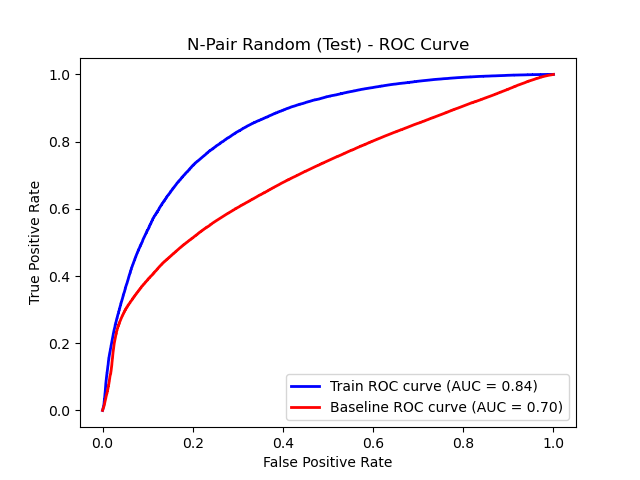 N-Pair Random (Test) - ROC Curve
1.0
0.8
0.6
0.4
0.2
0.0
True Positive Rate
0.0 0.2 0.4 0.6 0.8 1.0
False Positive Rate
Train ROC curve (AUC = 0.84)
Baseline ROC curve (AUC = 0.70)